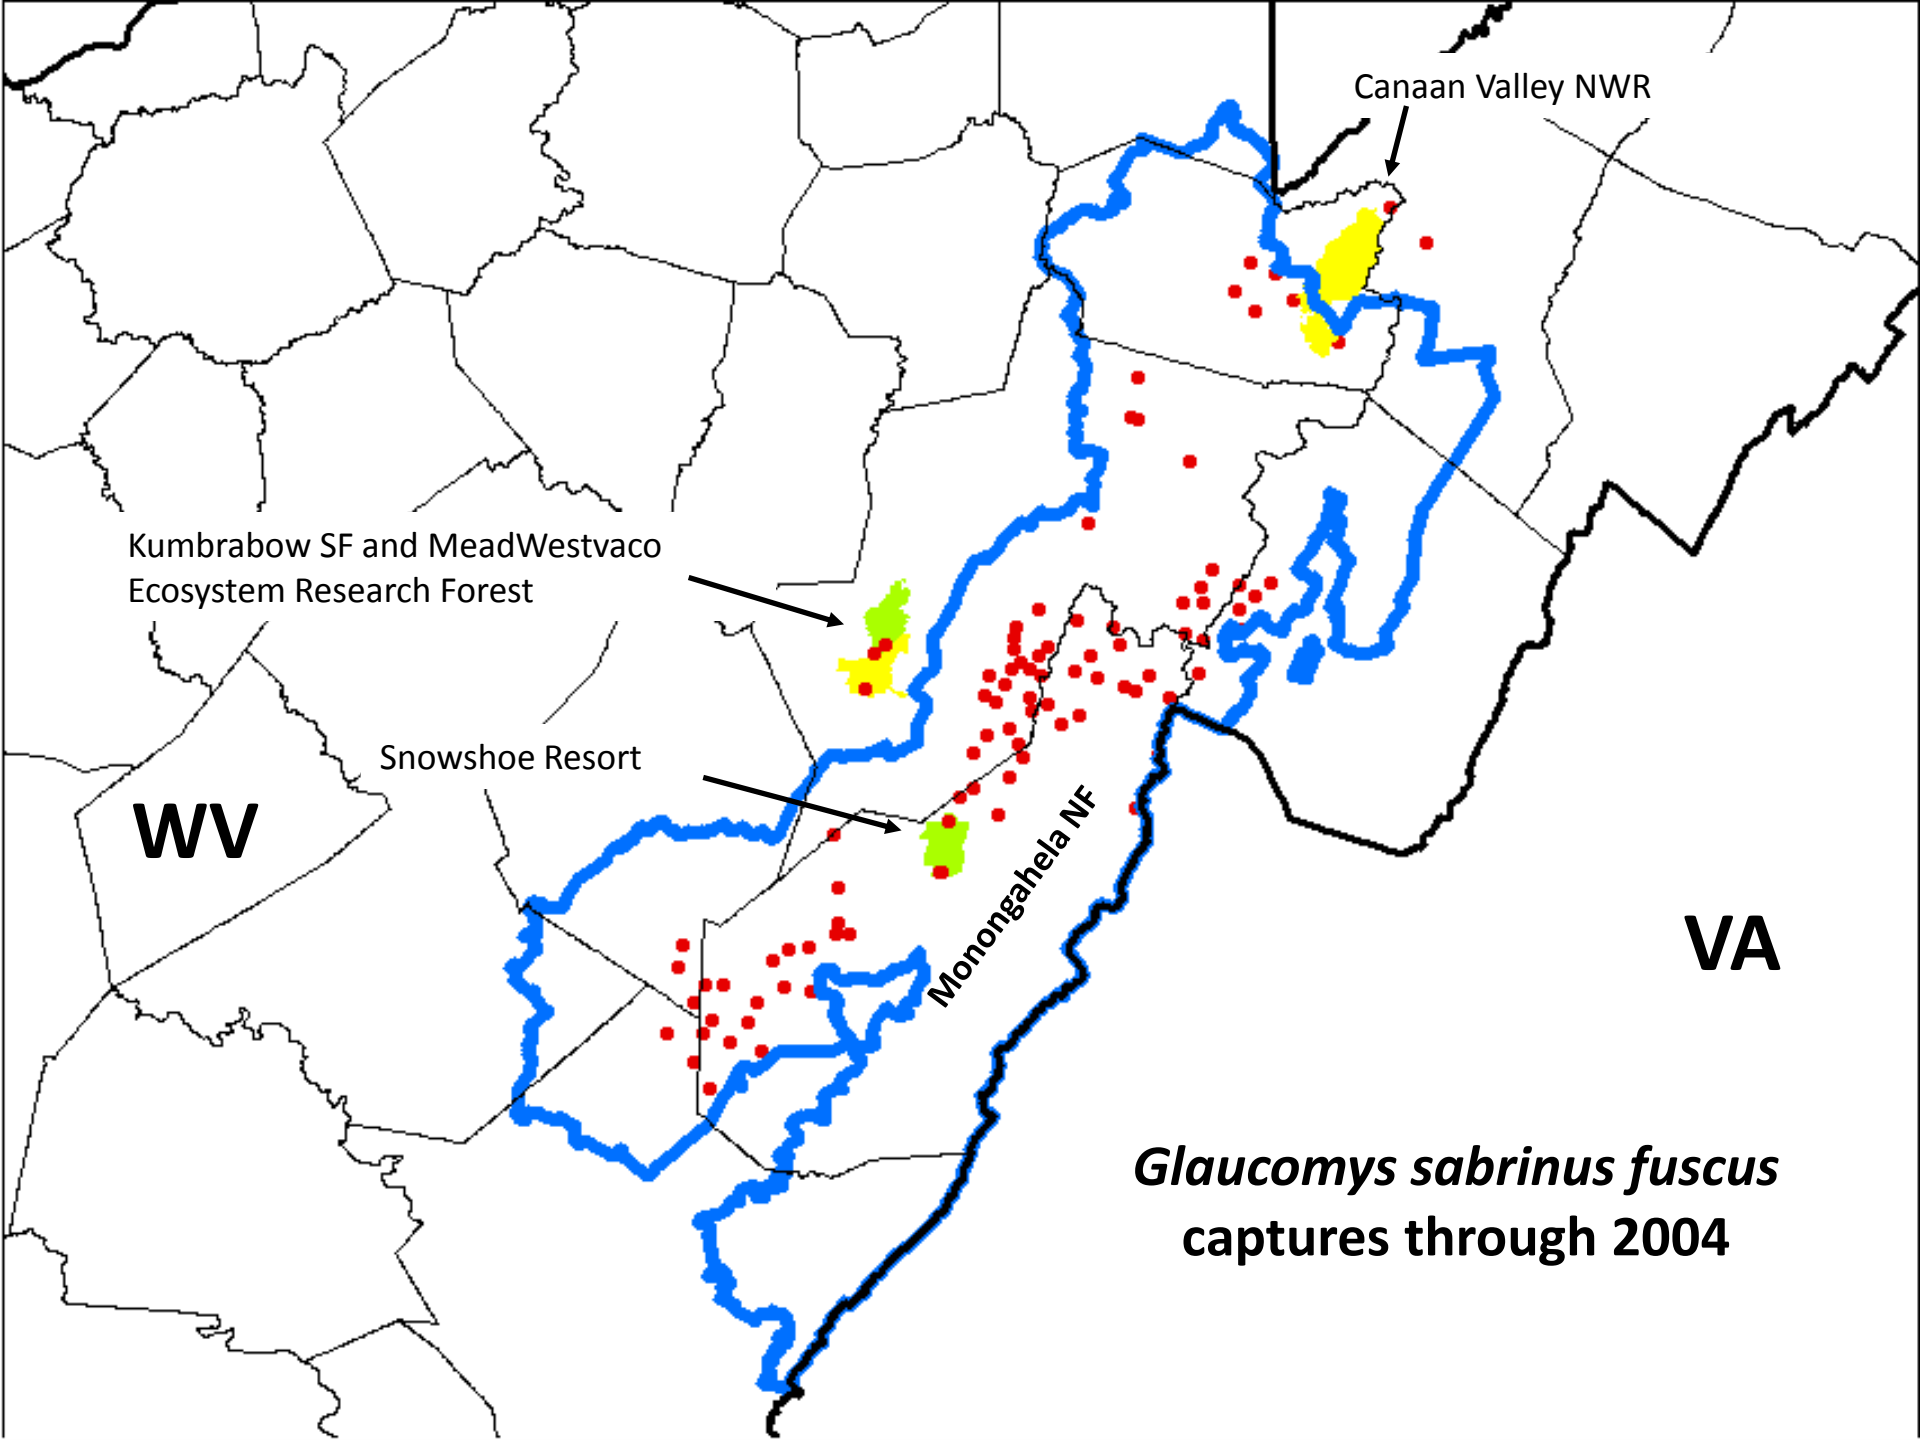 Canaan Valley NWR
Kumbrabow SF and MeadWestvaco
Ecosystem Research Forest
Snowshoe Resort
WV
Monongahela NF
VA
Glaucomys sabrinus fuscus
captures through 2004